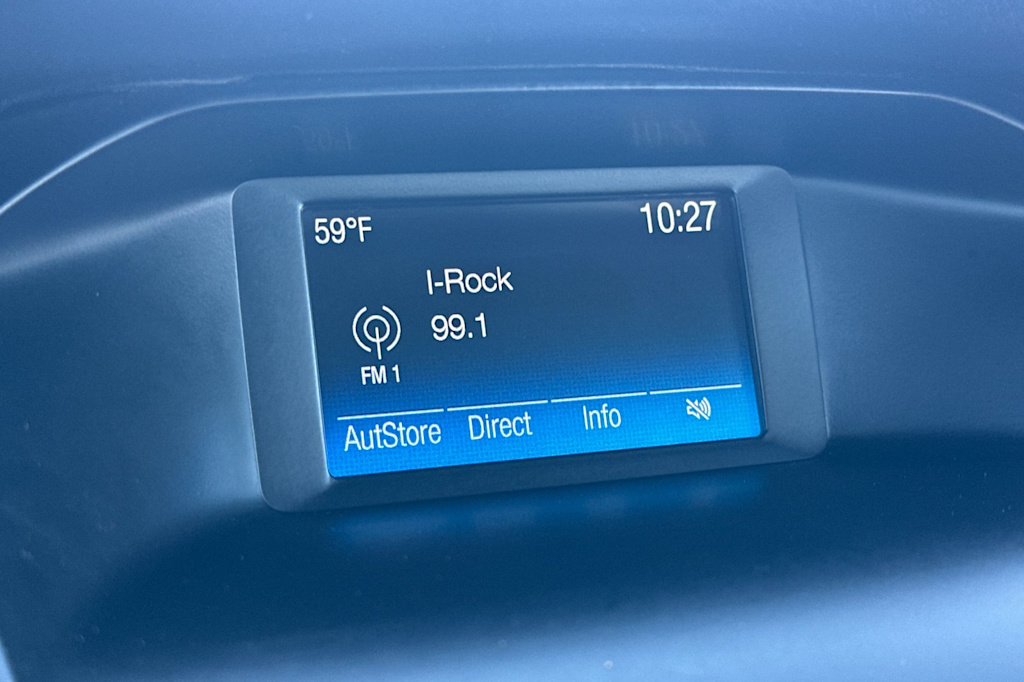 59°F 10:27
I-Rock
99.1
FM 1
AutStore Direct Info